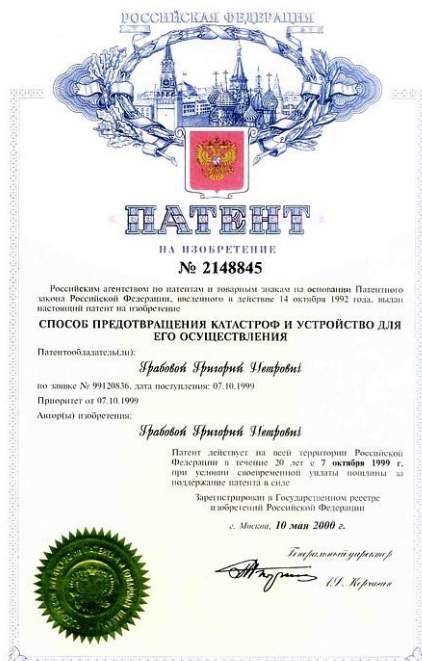 РОССИЙСКАЯ ФЕДЕРАЦИЯ
ПАТЕНТ
НА ИЗОБРЕТЕНИЕ
№ 2148845
Российским агентством по патентам и товарным знакам на основании Патентного
закона Российской Федерации, введенного в действие 14 октября 1992 года, выдан
настоящий патент на изобретение
СПОСОБ ПРЕДОТВРАЩЕНИЯ КАТАСТРОФ И УСТРОЙСТВО ДЛЯ
ЕГО ОСУЩЕСТВЛЕНИЯ
Патентообладатель(ли):
Грабовой Григорий Петрович
по заявке № 99120836, дата поступления: 07.10.1999
Приоритет от 07.10.1999
Автор(ы) изобретения:
Грабовой Григорий Петрович
Патент действует на всей территории Российской
Федерации в течение 20 лет с 7 октября 1999 г.
при условии своевременной уплаты пошлины за
поддержание патента в силе
Зарегистрирован в Государственном реестре
изобретений Российской Федерации
г. Москва, 10 мая 2000 г.
Генеральный директор